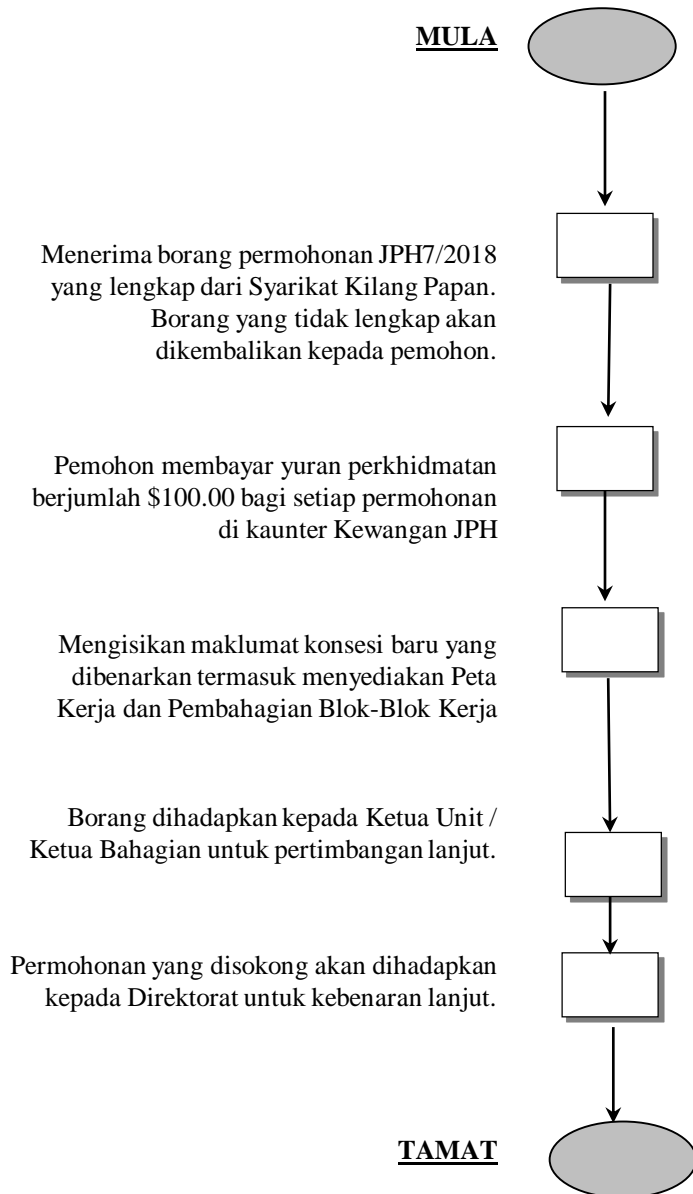 MULA
Menerima borang permohonan JPH7/2018
yang lengkap dari Syarikat Kilang Papan.
Borang yang tidak lengkap akan
dikembalikan kepada pemohon.
Pemohon membayar yuran perkhidmatan
berjumlah $100.00 bagi setiap permohonan
di kaunter Kewangan JPH
Mengisikan maklumat konsesi baru yang
dibenarkan termasuk menyediakan Peta
Kerja dan Pembahagian Blok-Blok Kerja
Borang dihadapkan kepada Ketua Unit /
Ketua Bahagian untuk pertimbangan lanjut.
Permohonan yang disokong akan dihadapkan
kepada Direktorat untuk kebenaran lanjut.
TAMAT